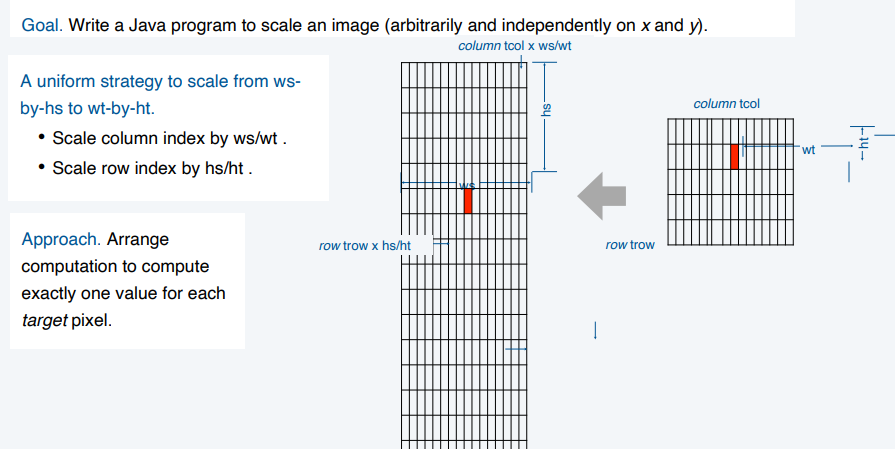 Goal. Write a Java program to scale an image (arbitrarily and independently on x and y).
column tcol x ws/wt
A uniform strategy to scale from ws-
by-hs to wt-by-ht.
• Scale column index by ws/wt .
• Scale row index by hs/ht .
hs
column tcol
wt
ht
ws
Approach. Arrange
computation to compute
exactly one value for each
target pixel.
row trow x hs/ht
row trow